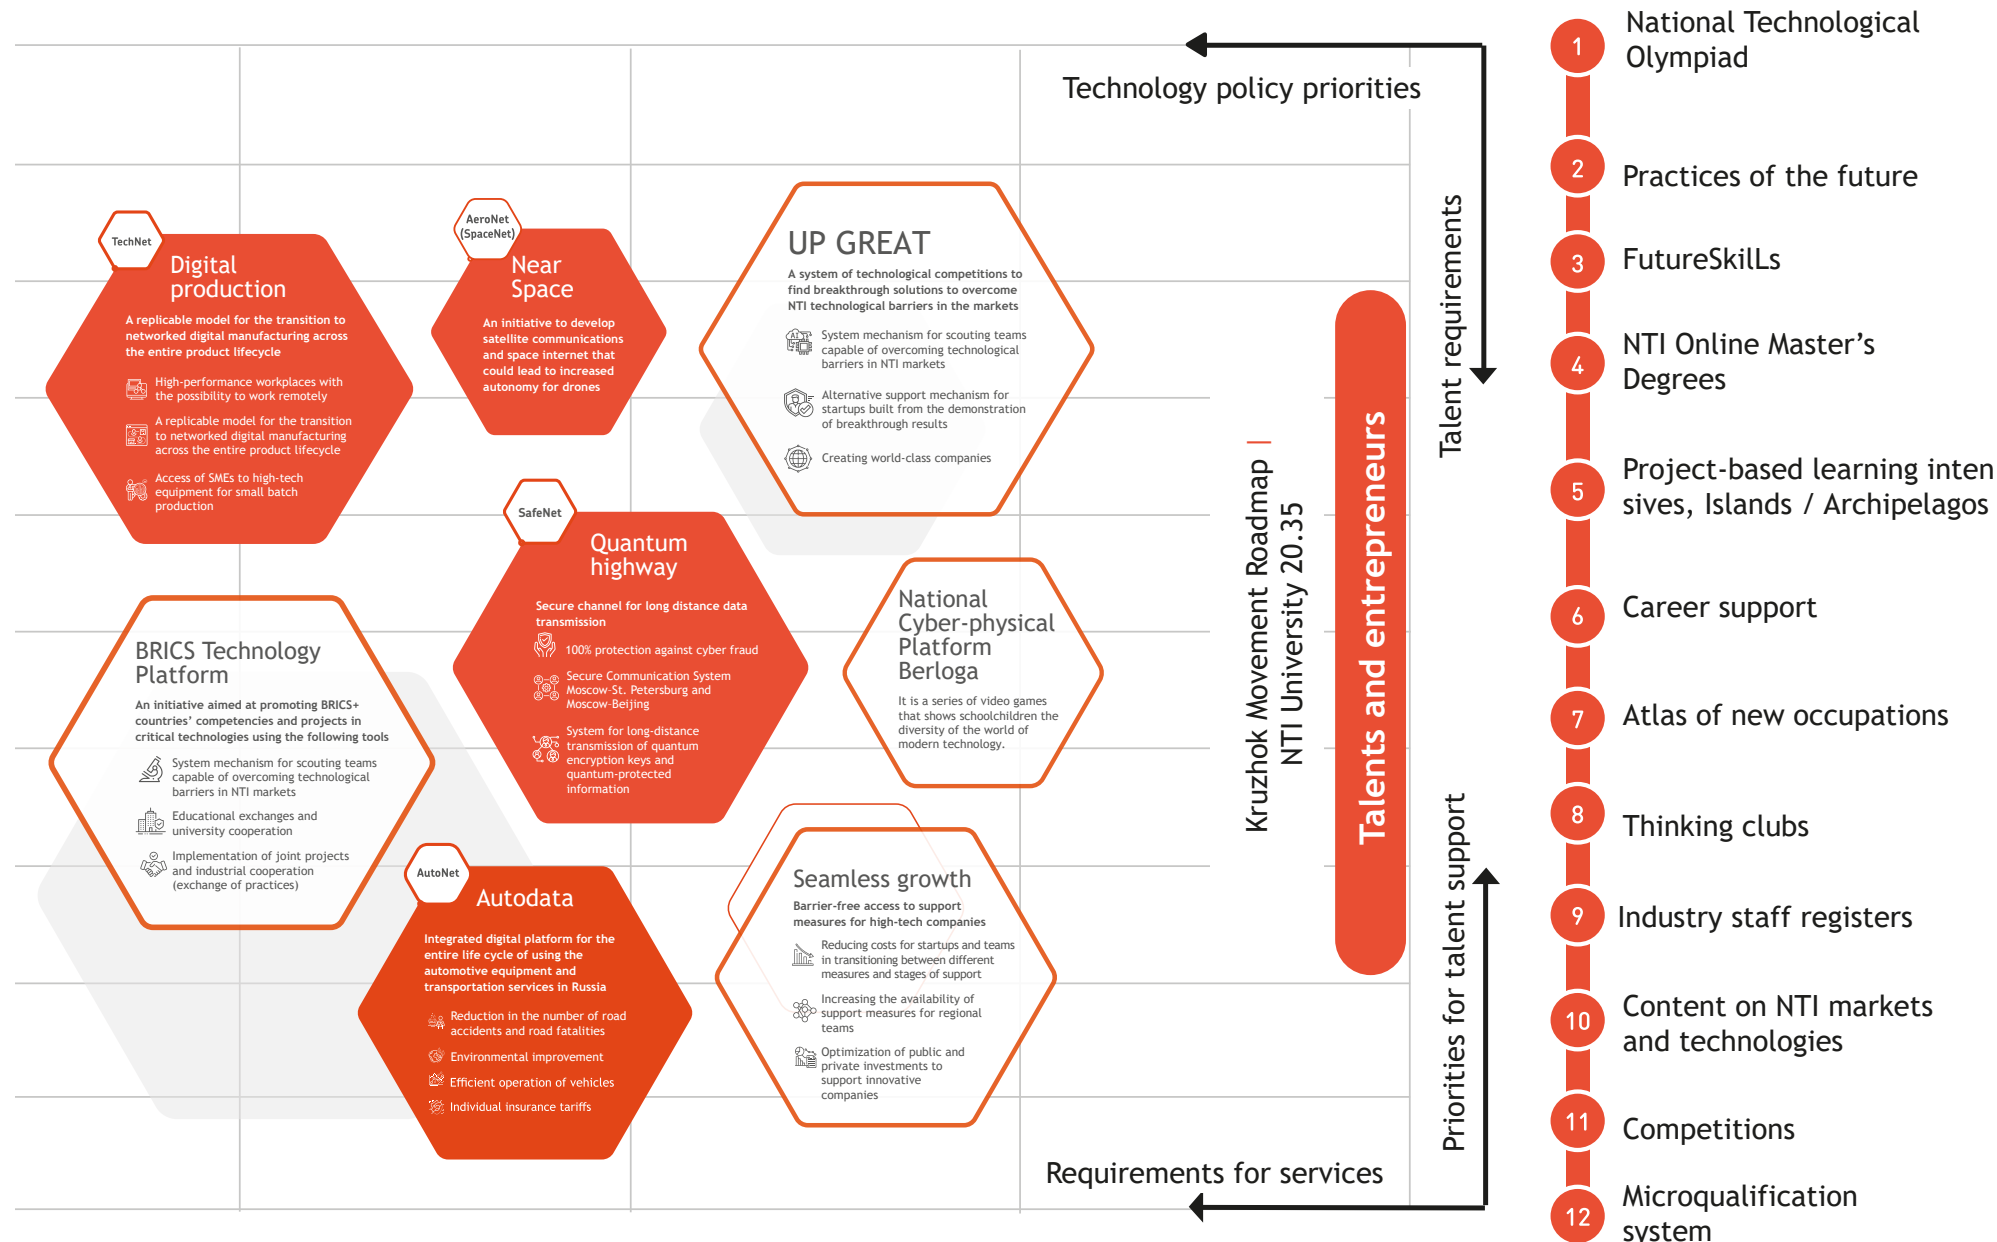 Technology policy priorities
TechNet
Digital
production
A replicable model for the transition to
networked digital manufacturing across
the entire product lifecycle
High-performance workplaces with
the possibility to work remotely
A replicable model for the transition
to networked digital manufacturing
across the entire product lifecycle
Access of SMEs to high-tech
equipment for small batch
production
AeroNet
(SpaceNet)
Near
Space
An initiative to develop
satellite communications
and space internet that
could lead to increased
autonomy for drones
UP GREAT
A system of technological competitions to
find breakthrough solutions to overcome
NTI technological barriers in the markets
AI
System mechanism for scouting teams
capable of overcoming technological
barriers in NTI markets
Alternative support mechanism for
startups built from the demonstration
of breakthrough results
Creating world-class companies
SafeNet
Quantum
highway
Secure channel for long distance data
transmission
100% protection against cyber fraud
Secure Communication System
Moscow-St. Petersburg and
Moscow-Beijing
System for long-distance
transmission of quantum
encryption keys and
quantum-protected
information
BRICS Technology
Platform
An initiative aimed at promoting BRICS+
countries’ competencies and projects in
critical technologies using the following tools
System mechanism for scouting teams
capable of overcoming technological
barriers in NTI markets
Educational exchanges and
university cooperation
Implementation of joint projects
and industrial cooperation
(exchange of practices)
National
Cyber-physical
Platform
Berloga
It is a series of video games
that shows schoolchildren the
diversity of the world of
modern technology.
AutoNet
Autodata
Integrated digital platform for the
entire life cycle of using the
automotive equipment and
transportation services in Russia
Reduction in the number of road
accidents and road fatalities
Environmental improvement
Efficient operation of vehicles
Individual insurance tariffs
Seamless growth
Barrier-free access to support
measures for high-tech companies
Reducing costs for startups and teams
in transitioning between different
measures and stages of support
Increasing the availability of
support measures for regional
teams
Optimization of public and
private investments to
support innovative
companies
Requirements for services
Kruzhok Movement Roadmap |
NTI University 20.35
Talents and entrepreneurs
Talent requirements
Priorities for talent support
1
National Technological
Olympiad
2
Practices of the future
3
FutureSkilLs
4
NTI Online Master’s
Degrees
5
Project-based learning inten
sives, Islands / Archipelagos
6
Career support
7
Atlas of new occupations
8
Thinking clubs
9
Industry staff registers
10
Content on NTI markets
and technologies
11
Competitions
12
Microqualification
system